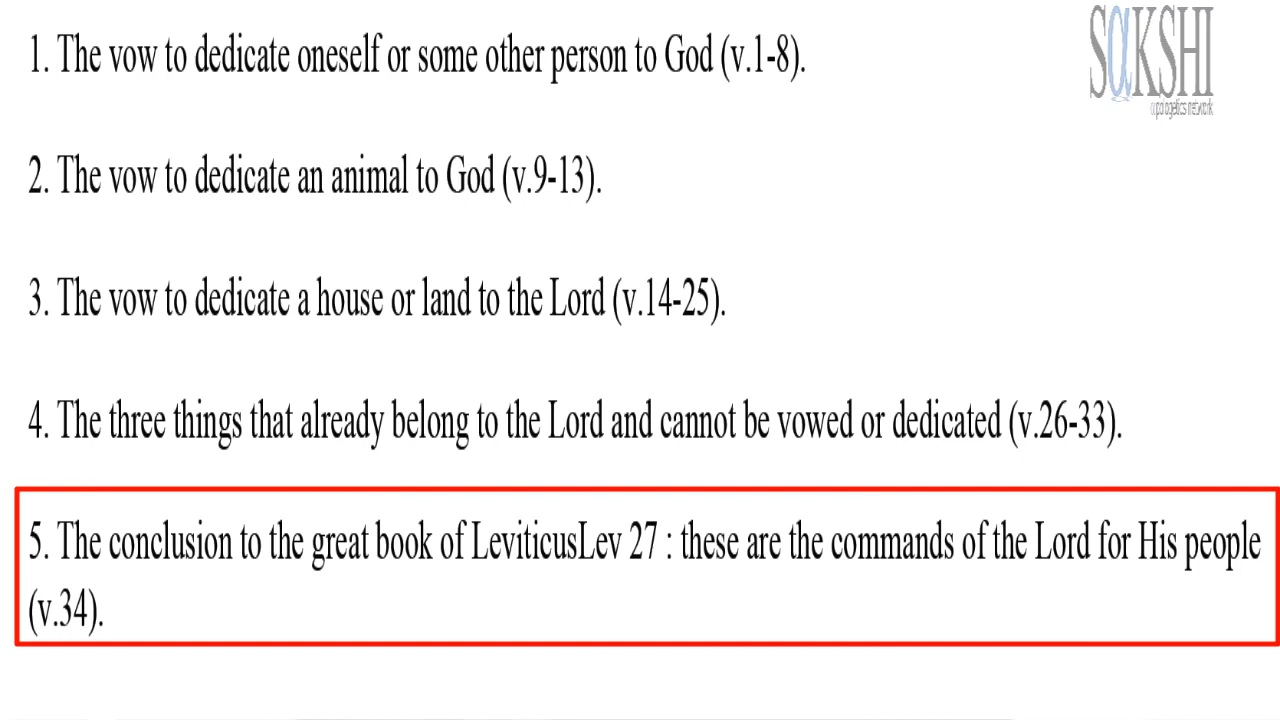 SαKSHI
apologetics network
1. The vow to dedicate oneself or some other person to God (v.1-8).
2. The vow to dedicate an animal to God (v.9-13).
3. The vow to dedicate a house or land to the Lord (v.14-25).
4. The three things that already belong to the Lord and cannot be vowed or dedicated (v.26-33).
5. The conclusion to the great book of LeviticusLev 27 : these are the commands of the Lord for His people
(v.34).